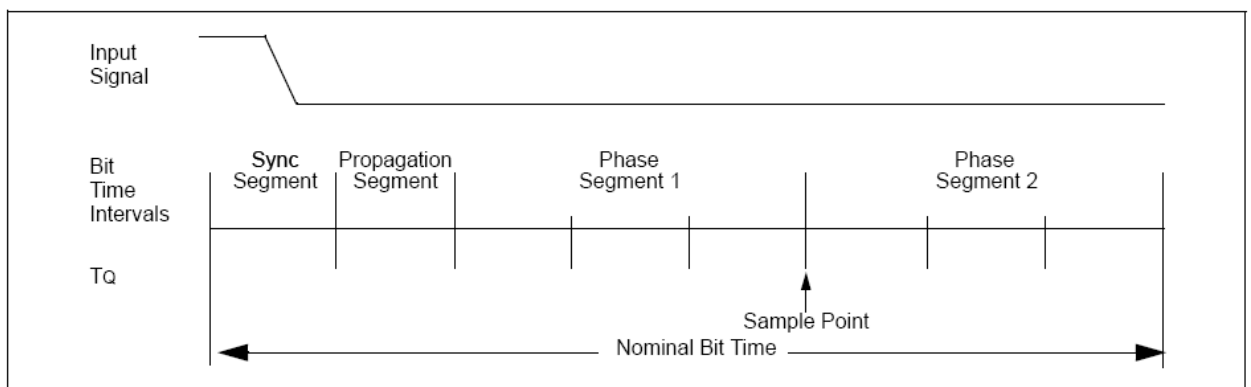 Input
Signal
Bit
Time
Intervals
Sync
Segment
Propagation
Segment
Phase
Segment 1
Phase
Segment 2
TQ
Sample Point
Nominal Bit Time